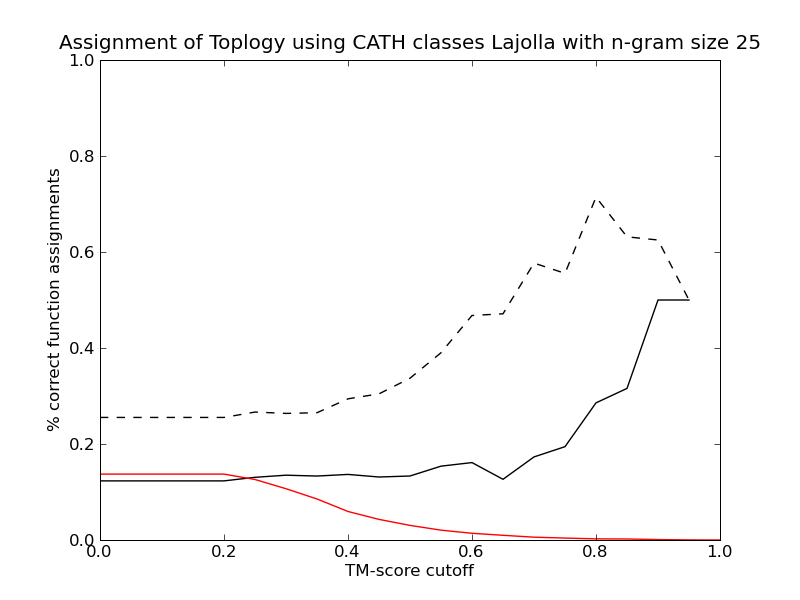 Assignment of Toplogy using CATH classes Lajolla with n-gram size 25
1.0
0.8
0.6
0.4
0.2
0.0
% correct function assignments
0.0 0.2 0.4 0.6 0.8 1.0
TM-score cutoff